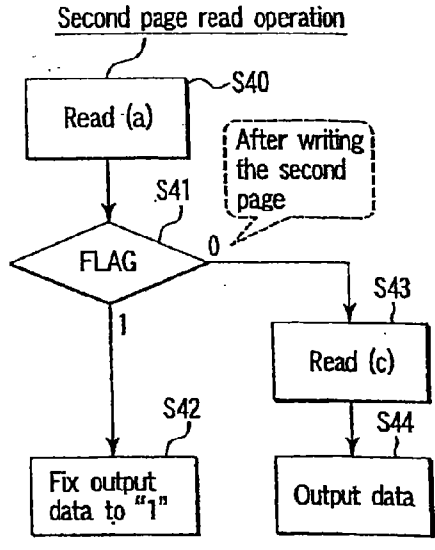 Second page read operation
S40
Read (a)
After writing
the second
page
S41
FLAG
0
1
S43
Read (c)
S42
Fix output
data to “1”
S44
Output data